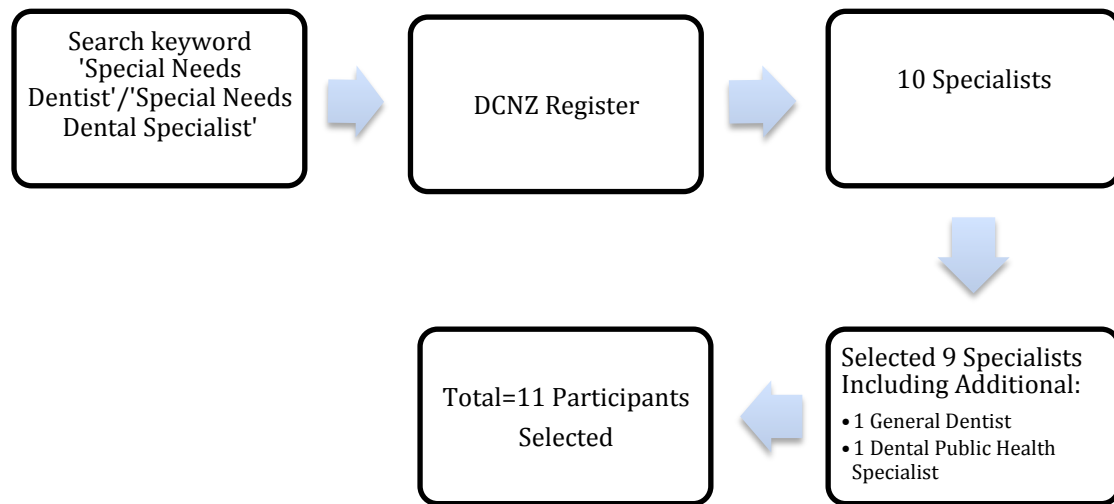 Search keyword
'Special Needs
Dentist'/'Special Needs
Dental Specialist'
DCNZ Register
10 Specialists
Selected 9 Specialists
Including Additional:
•1 General Dentist
•1 Dental Public Health
Specialist
Total=11 Participants
Selected